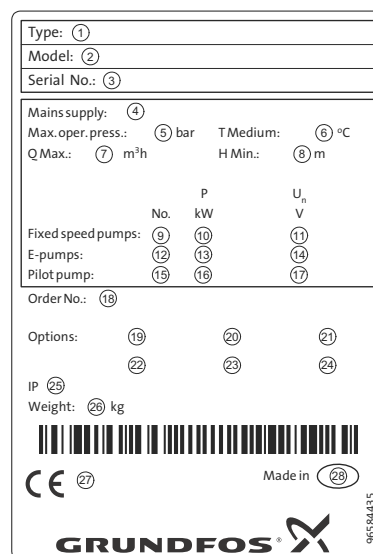 Type: 1
Model: 2
Serial No.: 3
Mains supply: 4
Max. oper. press.: 5 bar T Medium: 6 °C
Q Max.: 7 m³h H Min.: 8 m
P Uₙ
No. kW V
Fixed speed pumps: 9 10 11
E-pumps: 12 13 14
Pilot pump: 15 16 17
Order No.: 18
Options: 19 20 21
22 23 24
IP 25
Weight: 26 kg
CE 27 Made in 28
GRUNDFOS
96584435